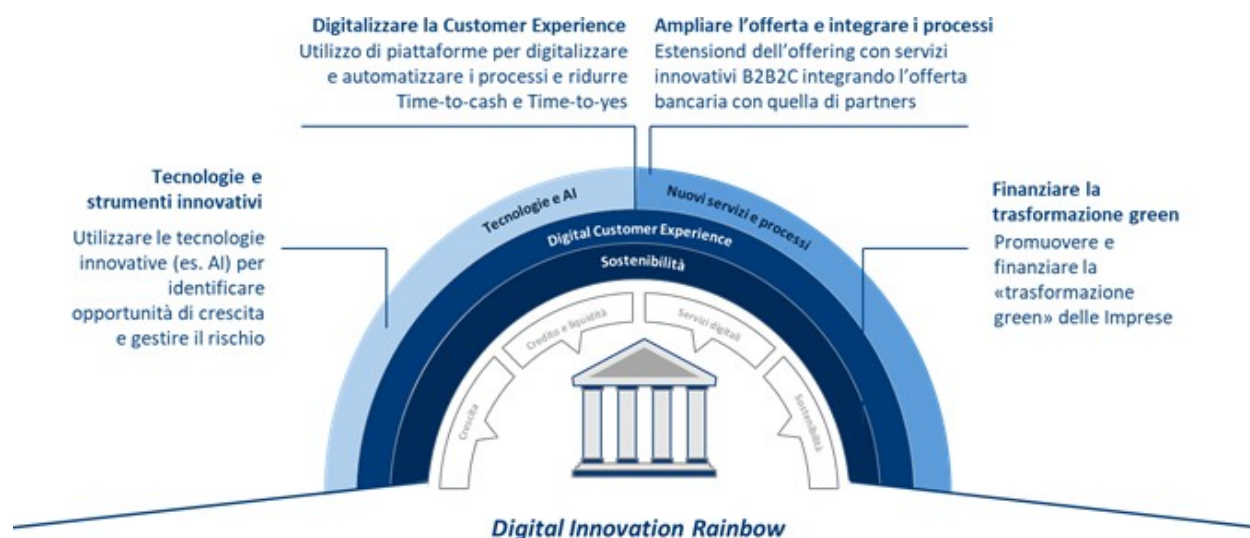 Digitalizzare la Customer Experience
Utilizzo di piattaforme per digitalizzare
e automatizzare i processi e ridurre
Time-to-cash e Time-to-yes
Ampliare l'offerta e integrare i processi
Estensiond dell'offering con servizi
innovativi B2B2C integrando l'offerta
bancaria con quella di partners
Tecnologie e
strumenti innovativi
Utilizzare le tecnologie
innovative (es. AI) per
identificare
opportunità di crescita
e gestire il rischio
Finanziare la
trasformazione green
Promuovere e
finanziare la
«trasformazione
green» delle Imprese
Tecnologie e AI
Nuovi servizi e processi
Digital Customer Experience
Sostenibilità
Crescita
Credito e liquidità
Servizi digitali
Sostenibilità
Digital Innovation Rainbow